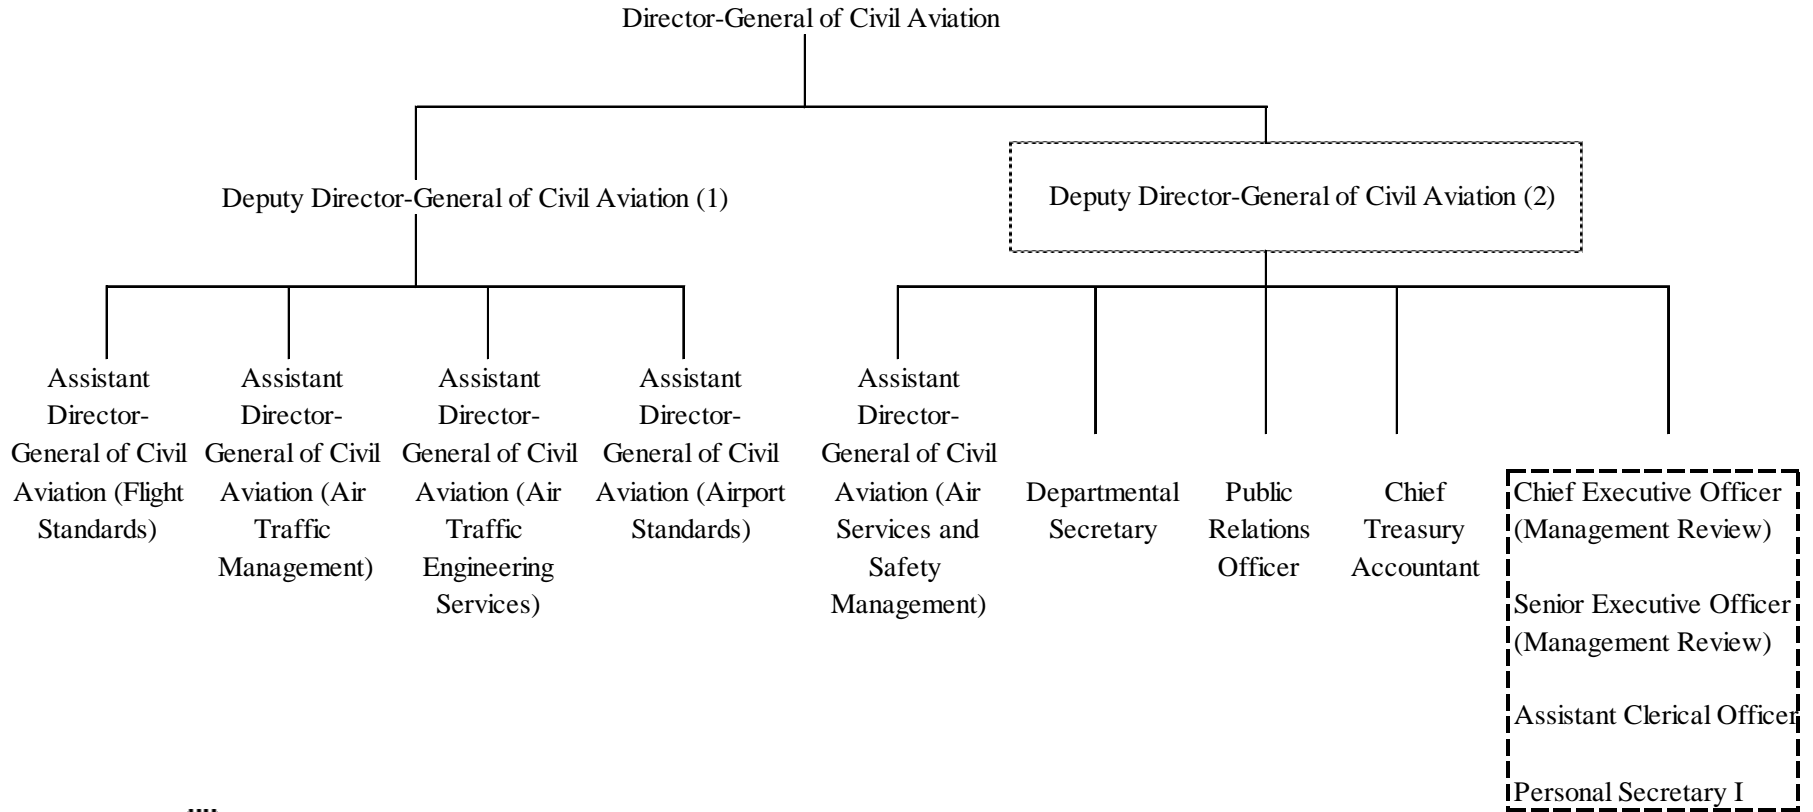 Director-General of Civil Aviation
Deputy Director-General of Civil Aviation (1)
Deputy Director-General of Civil Aviation (2)
Assistant
Director-
General of Civil
Aviation (Flight
Standards)
Assistant
Director-
General of Civil
Aviation (Air
Traffic
Management)
Assistant
Director-
General of Civil
Aviation (Air
Traffic
Engineering
Services)
Assistant
Director-
General of Civil
Aviation (Airport
Standards)
Assistant
Director-
General of Civil
Aviation (Air
Services and
Safety
Management)
Departmental
Secretary
Public
Relations
Officer
Chief
Treasury
Accountant
Chief Executive Officer
(Management Review)
Senior Executive Officer
(Management Review)
Assistant Clerical Officer
Personal Secretary I